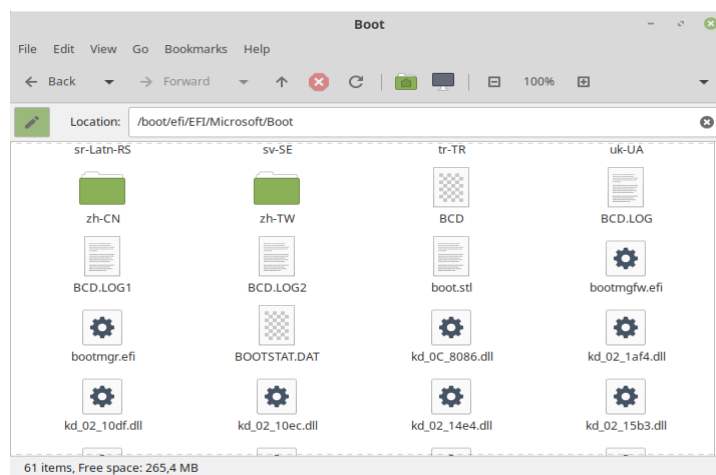 Boot
File Edit View Go Bookmarks Help
Back Forward 100%
Location: /boot/efi/EFI/Microsoft/Boot
sr-Latn-RS sv-SE tr-TR uk-UA
zh-CN zh-TW BCD BCD.LOG
BCD.LOG1 BCD.LOG2 boot.stl bootmgfw.efi
bootmgr.efi BOOTSTAT.DAT kd_0C_8086.dll kd_02_1af4.dll
kd_02_10df.dll kd_02_10ec.dll kd_02_14e4.dll kd_02_15b3.dll
61 items, Free space: 265,4 MB